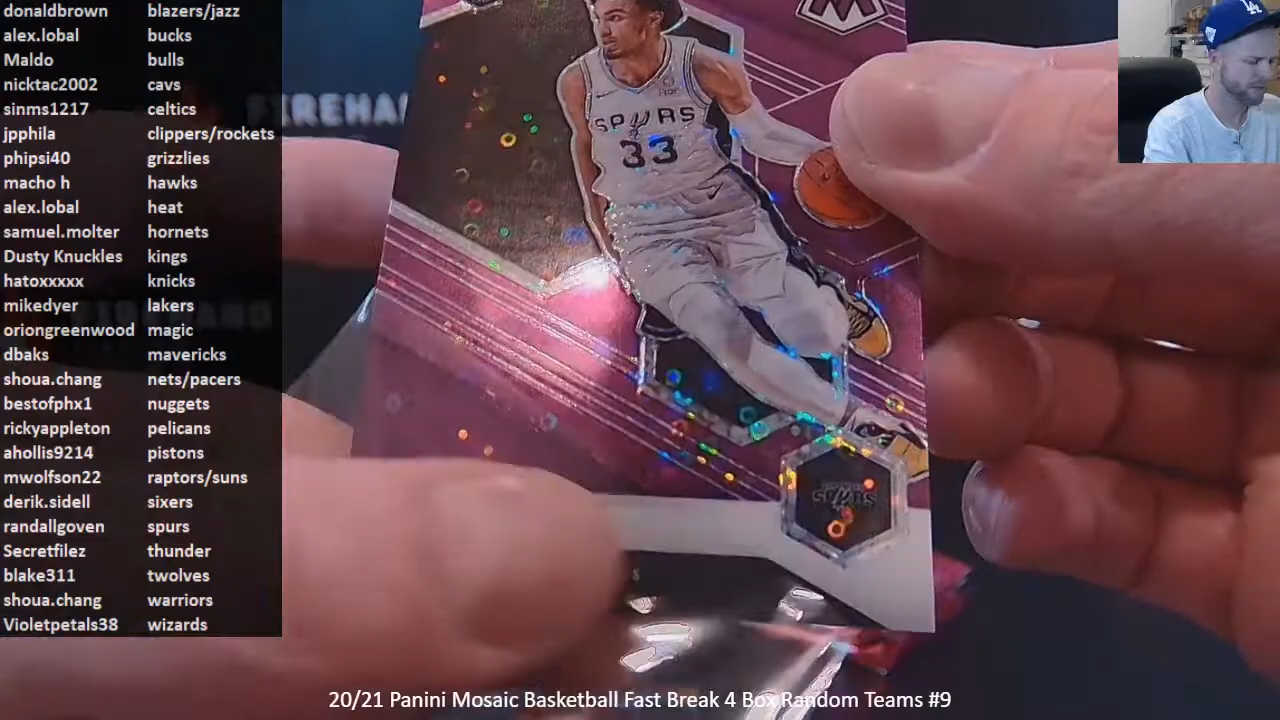 donaldbrown blazers/jazz
alex.lobal bucks
Maldo bulls
nicktac2002 cavs
sinms1217 celtics
jpphila clippers/rockets
phipsi40 grizzlies
macho h hawks
alex.lobal heat
samuel.molter hornets
Dusty Knuckles kings
hatoxxxxx knicks
mikedyer lakers
oriongreenwood magic
dbaks mavericks
shoua.chang nets/pacers
bestofphx1 nuggets
rickyappleton pelicans
ahollis9214 pistons
mwolfson22 raptors/suns
derik.sidell sixers
randallgoven spurs
Secretfilez thunder
blake311 twolves
shoua.chang warriors
Violetpetals38 wizards
FIREHA
SPURS
33
SPURS
LA
20/21 Panini Mosaic Basketball Fast Break 4 Box Random Teams #9